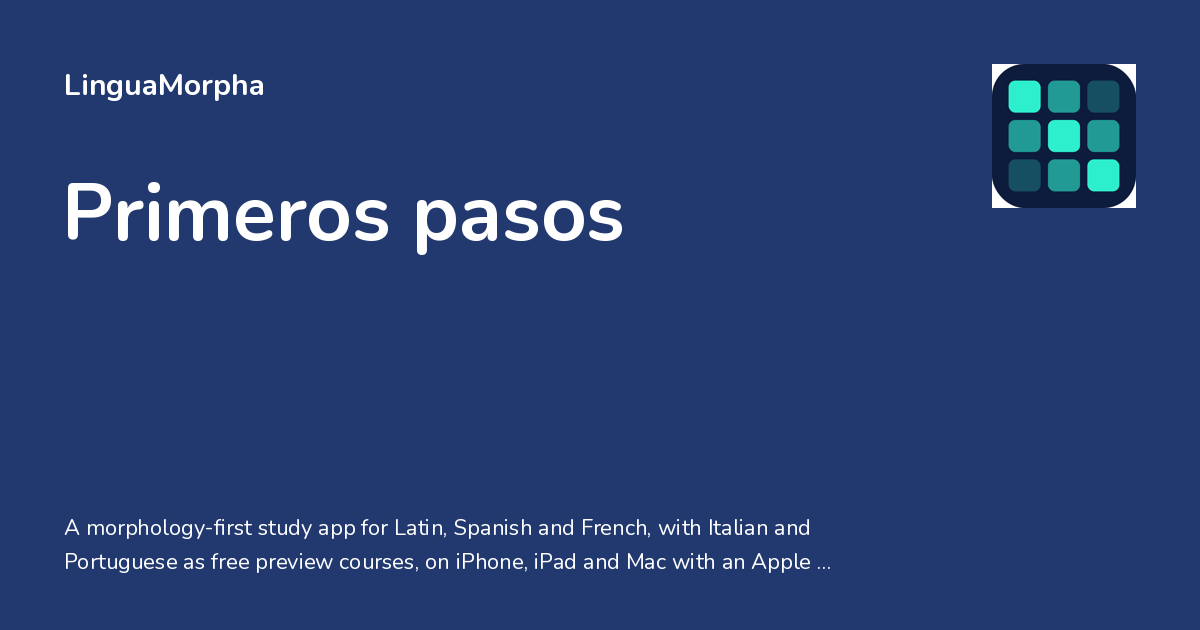 LinguaMorpha
Primeros pasos
A morphology-first study app for Latin, Spanish and French, with Italian and
Portuguese as free preview courses, on iPhone, iPad and Mac with an Apple ...